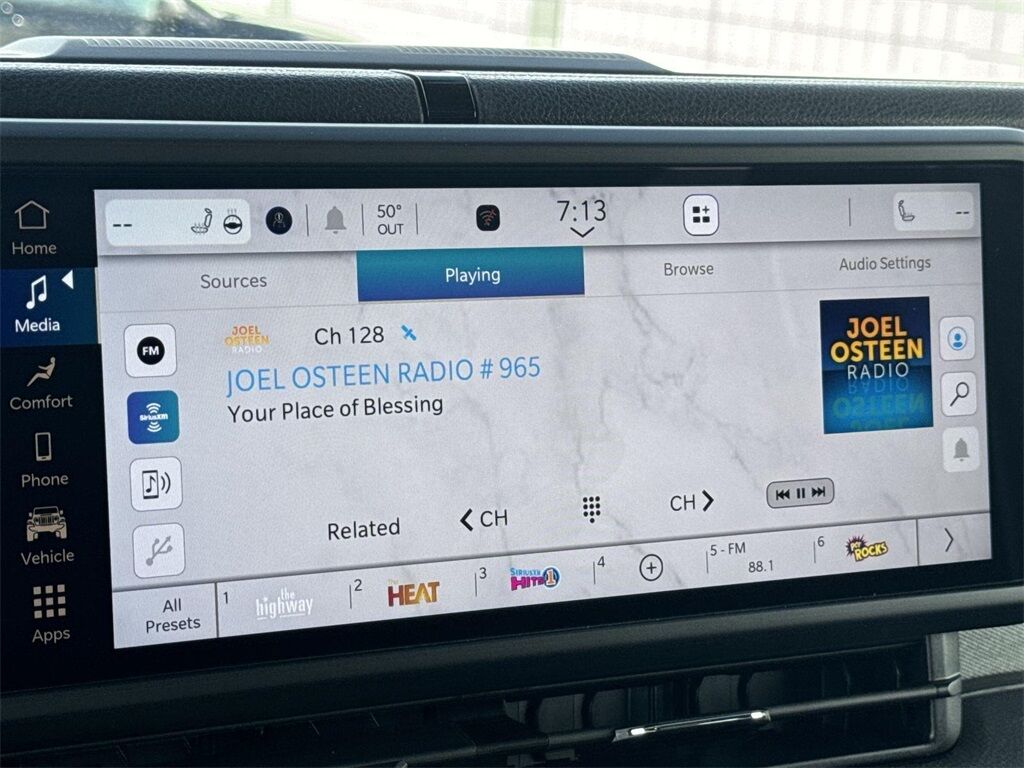 Home
Media
Comfort
Phone
Vehicle
Apps
--
50°
OUT
7:13
--
Sources
Playing
Browse
Audio Settings
FM
SiriusXM
JOEL
OSTEEN
RADIO
Ch 128
JOEL OSTEEN RADIO # 965
Your Place of Blessing
JOEL
OSTEEN
RADIO
Related
CH
CH
All
Presets
1
the
highway
2
The
HEAT
3
SIRIUSXM
HITS 1
4
5 - FM
88.1
6
POP
ROCKS